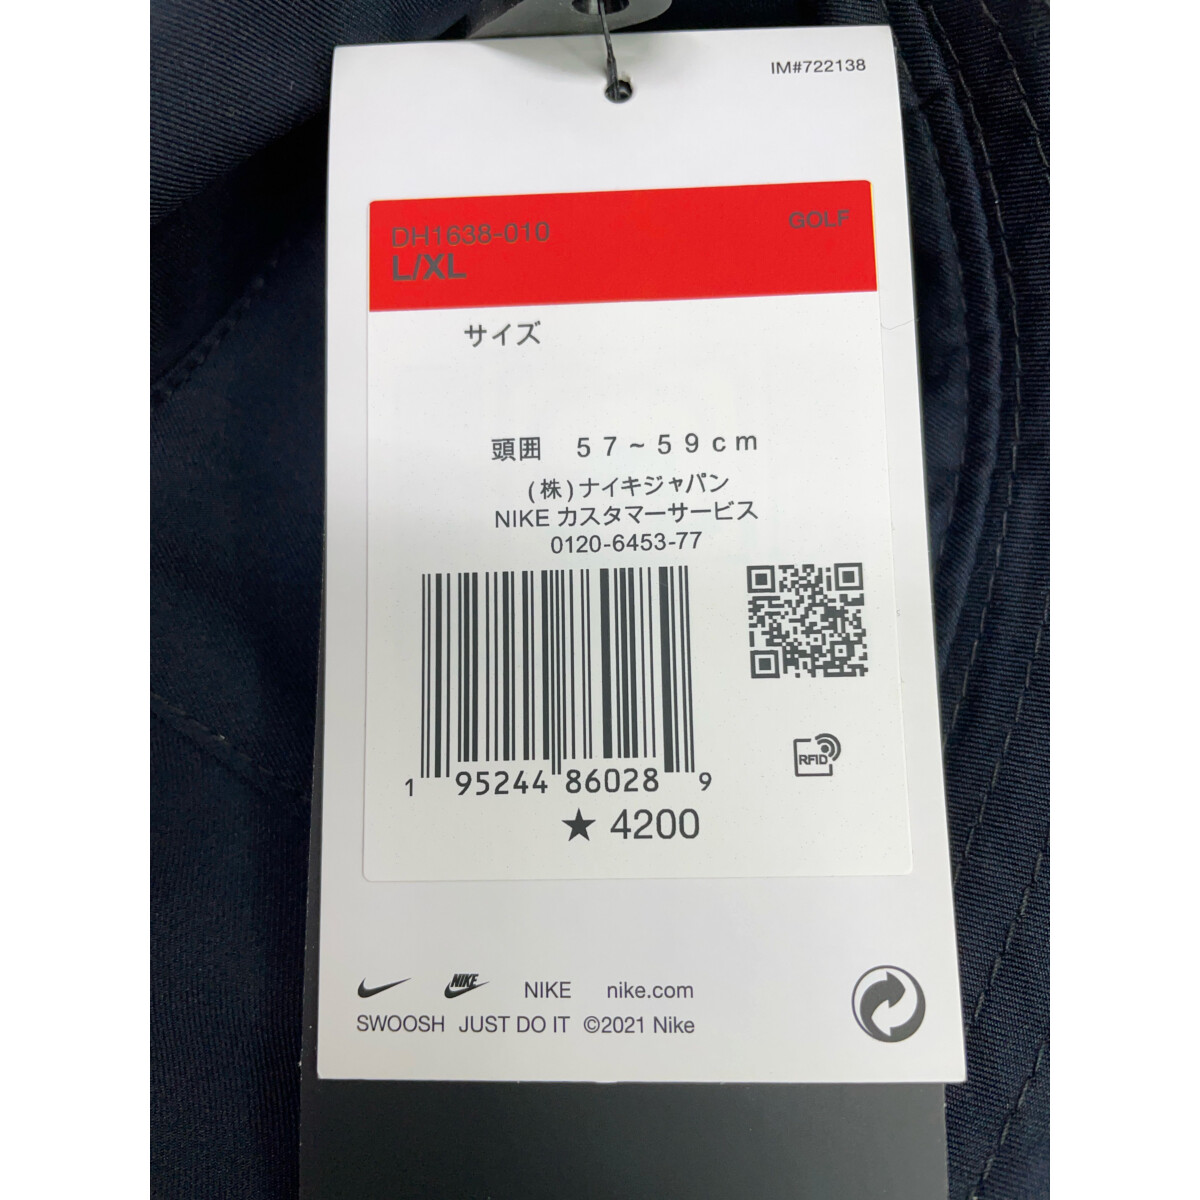 IM#722138
DH1638-010 GOLF
L/XL
サイズ
頭囲　５７～５９ｃｍ
(株)ナイキジャパン
NIKE カスタマーサービス
0120-6453-77
RFID
1 95244 86028 9
★ 4200
NIKE NIKE nike.com
SWOOSH JUST DO IT ©2021 Nike